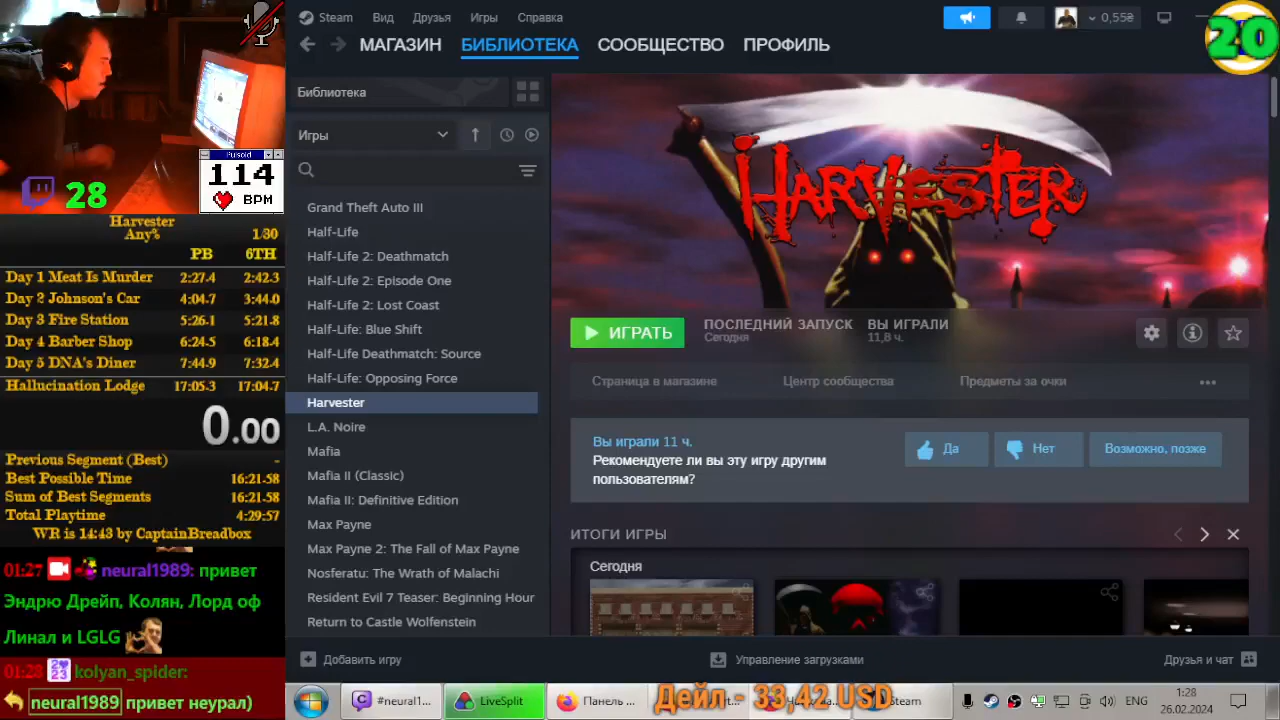 Steam Вид Друзья Игры Справка
0,55₴
МАГАЗИН БИБЛИОТЕКА СООБЩЕСТВО ПРОФИЛЬ
20
Библиотека
Игры
Pulsoid
114
BPM
28
Harvester
Any% 1/30
PB 6TH
Day 1 Meat Is Murder 2:27.4 2:42.3
Day 2 Johnson's Car 4:04.7 3:44.0
Day 3 Fire Station 5:26.1 5:21.8
Day 4 Barber Shop 6:24.5 6:18.4
Day 5 DNA's Diner 7:44.9 7:32.4
Hallucination Lodge 17:05.3 17:04.7
0.00
Previous Segment (Best) -
Best Possible Time 16:21.58
Sum of Best Segments 16:21.58
Total Playtime 4:29:57
WR is 14:43 by CaptainBreadbox
01:27 neural1989: привет
Эндрю Дрейп, Колян, Лорд оф
Линал и LGLG
01:28 kolyan_spider:
neural1989 привет неурал)
Grand Theft Auto III
Half-Life
Half-Life 2: Deathmatch
Half-Life 2: Episode One
Half-Life 2: Lost Coast
Half-Life: Blue Shift
Half-Life Deathmatch: Source
Half-Life: Opposing Force
Harvester
L.A. Noire
Mafia
Mafia II (Classic)
Mafia II: Definitive Edition
Max Payne
Max Payne 2: The Fall of Max Payne
Nosferatu: The Wrath of Malachi
Resident Evil 7 Teaser: Beginning Hour
Return to Castle Wolfenstein
HARVESTER
ИГРАТЬ
ПОСЛЕДНИЙ ЗАПУСК
Сегодня
ВЫ ИГРАЛИ
11,8 ч.
Страница в магазине Центр сообщества Предметы за очки
Вы играли 11 ч.
Рекомендуете ли вы эту игру другим
пользователям?
Да Нет Возможно, позже
ИТОГИ ИГРЫ
Сегодня
Добавить игру Управление загрузками Друзья и чат
#neural1... LiveSplit Панель ... Steam
Дейл - 33,42 USD
ENG 1:28
26.02.2024